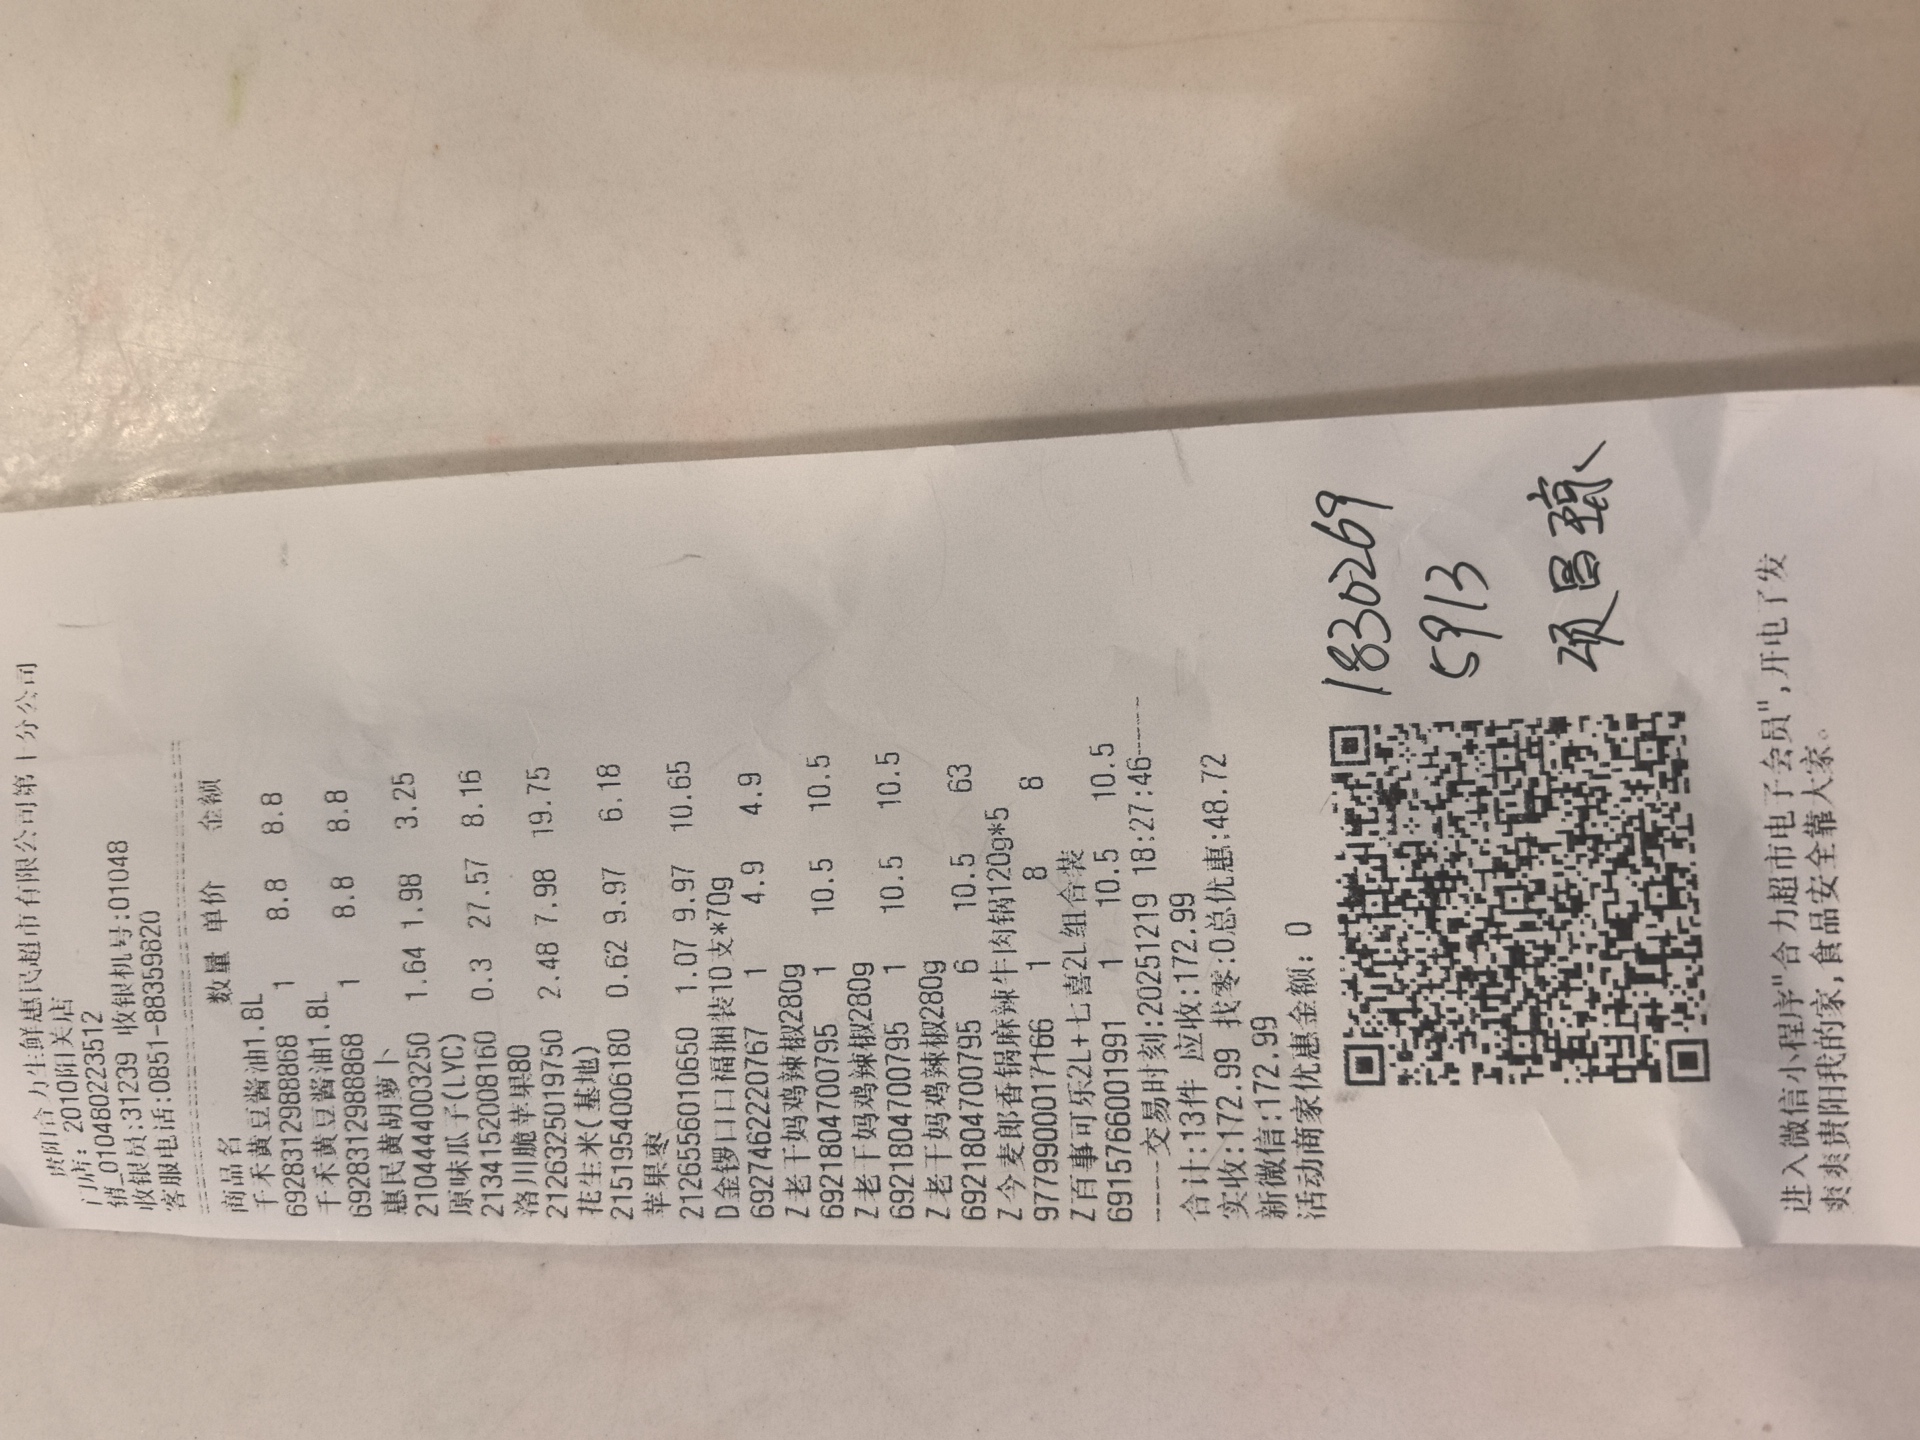 贵阳合力生鲜惠民超市有限公司第十分公司
门店: 2010阳关店
销_010480223512
收银员:31239 收银机号:01048
客服电话:0851-88359820
商品名 数量 单价 金额
千禾黄豆酱油1.8L
6928312988868 1 8.8 8.8
千禾黄豆酱油1.8L
6928312988868 1 8.8 8.8
惠民黄胡萝卜
2104444003250 1.64 1.98 3.25
原味瓜子(LYC)
2134152008160 0.3 27.57 8.16
洛川脆苹果80
2126325019750 2.48 7.98 19.75
花生米(基地)
2151954006180 0.62 9.97 6.18
苹果枣
2126556010650 1.07 9.97 10.65
D金锣口口福捆装10支*70g
6927462220767 1 4.9 4.9
Z老干妈鸡辣椒280g
6921804700795 1 10.5 10.5
Z老干妈鸡辣椒280g
6921804700795 1 10.5 10.5
Z老干妈鸡辣椒280g
6921804700795 6 10.5 63
Z今麦郎香锅麻辣牛肉锅120g*5
9777990017166 1 8 8
Z百事可乐2L+七喜2L组合装
6915766001991 1 10.5 10.5
----交易时刻:20251219 18:27:46-----
合计:13件 应收:172.99
实收:172.99 找零:0总优惠:48.72
新微信:172.99
活动商家优惠金额: 0
1830269
5913
进入微信小程序"合力超市电子会员",开电子发
爽爽贵阳我的家,食品安全靠大家。